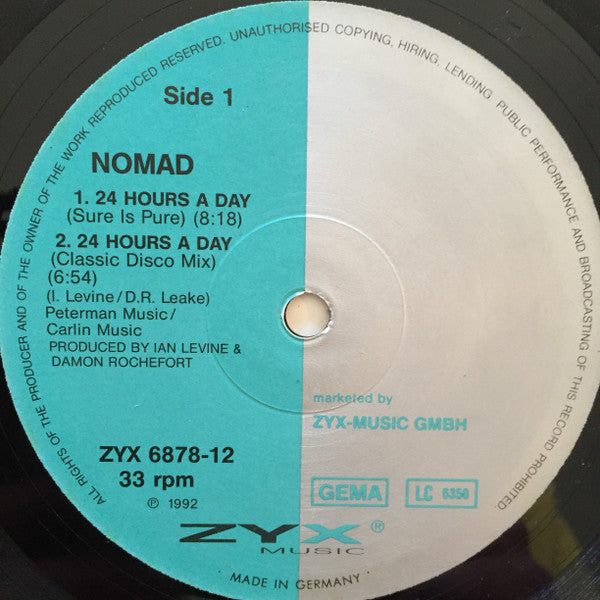 ALL RIGHTS OF THE PRODUCER AND OF THE OWNER OF THE WORK REPRODUCED RESERVED. UNAUTHORISED COPYING, HIRING, LENDING PUBLIC PERFORMANCE AND BROADCASTING OF THIS RECORD PROHIBITED
Side 1
NOMAD
1. 24 HOURS A DAY
(Sure Is Pure) (8:18)
2. 24 HOURS A DAY
(Classic Disco Mix)
(6:54)
(I. Levine/D.R. Leake)
Peterman Music/
Carlin Music
PRODUCED BY IAN LEVINE &
DAMON ROCHEFORT
marketed by
ZYX-MUSIC GMBH
ZYX 6878-12
33 rpm
℗ 1992
GEMA
LC 6350
ZYX®
MUSIC
MADE IN GERMANY